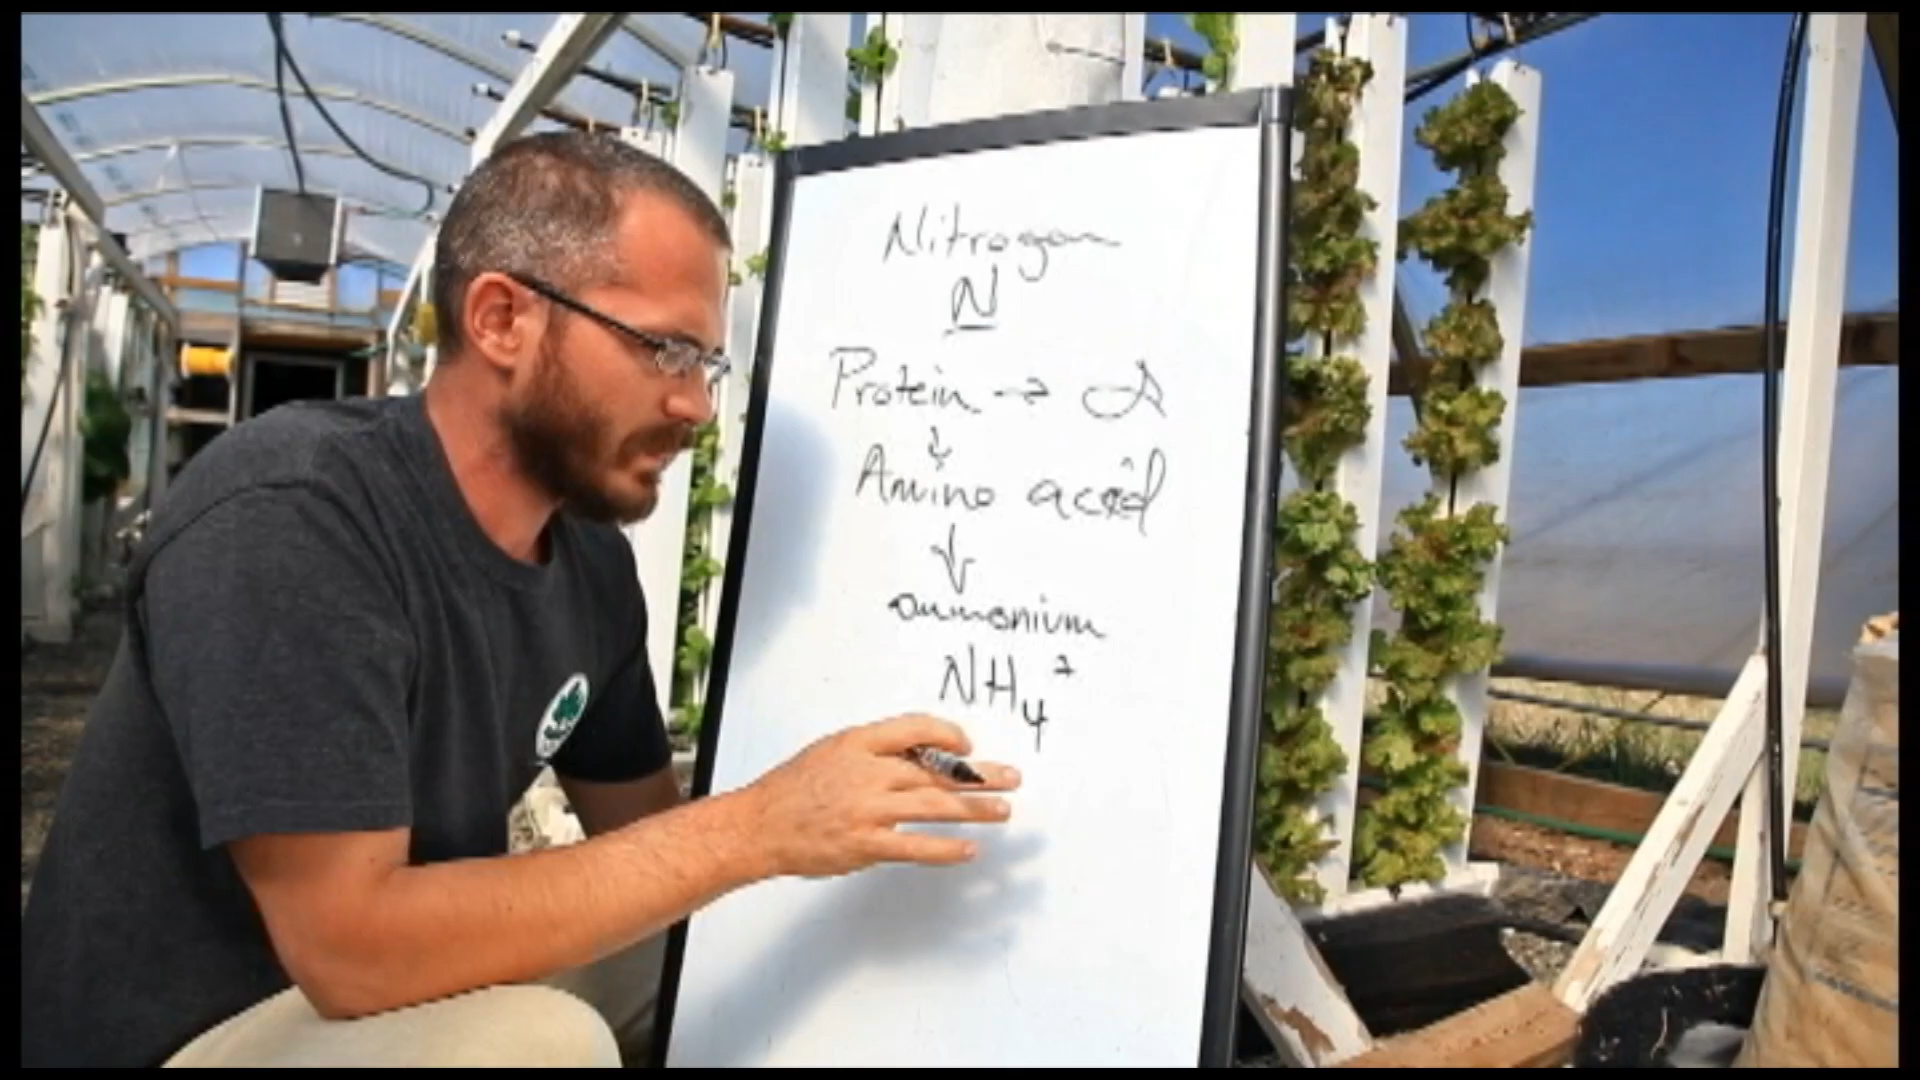 Nitrogen
N
Protein →
↓
Amino acid
↓
ammonium
NH₄⁺